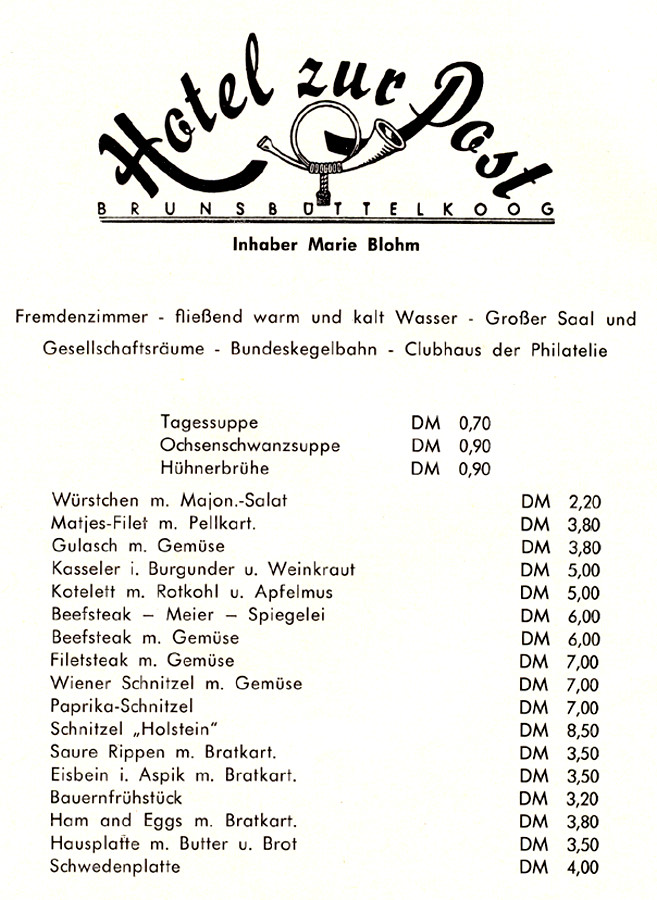 Hotel zur Post
BRUNSBÜTTELKOOG
Inhaber Marie Blohm
Fremdenzimmer - fließend warm und kalt Wasser - Großer Saal und
Gesellschaftsräume - Bundeskegelbahn - Clubhaus der Philatelie
Tagessuppe DM 0,70
Ochsenschwanzsuppe DM 0,90
Hühnerbrühe DM 0,90
Würstchen m. Majon.-Salat DM 2,20
Matjes-Filet m. Pellkart. DM 3,80
Gulasch m. Gemüse DM 3,80
Kasseler i. Burgunder u. Weinkraut DM 5,00
Kotelett m. Rotkohl u. Apfelmus DM 5,00
Beefsteak – Meier – Spiegelei DM 6,00
Beefsteak m. Gemüse DM 6,00
Filetsteak m. Gemüse DM 7,00
Wiener Schnitzel m. Gemüse DM 7,00
Paprika-Schnitzel DM 7,00
Schnitzel „Holstein“ DM 8,50
Saure Rippen m. Bratkart. DM 3,50
Eisbein i. Aspik m. Bratkart. DM 3,50
Bauernfrühstück DM 3,20
Ham and Eggs m. Bratkart. DM 3,80
Hausplatte m. Butter u. Brot DM 3,50
Schwedenplatte DM 4,00